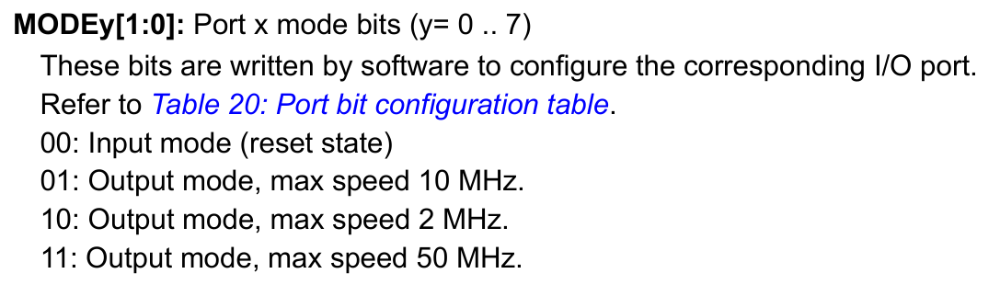 MODEy[1:0]: Port x mode bits (y= 0 .. 7)
These bits are written by software to configure the corresponding I/O port.
Refer to Table 20: Port bit configuration table.
00: Input mode (reset state)
01: Output mode, max speed 10 MHz.
10: Output mode, max speed 2 MHz.
11: Output mode, max speed 50 MHz.